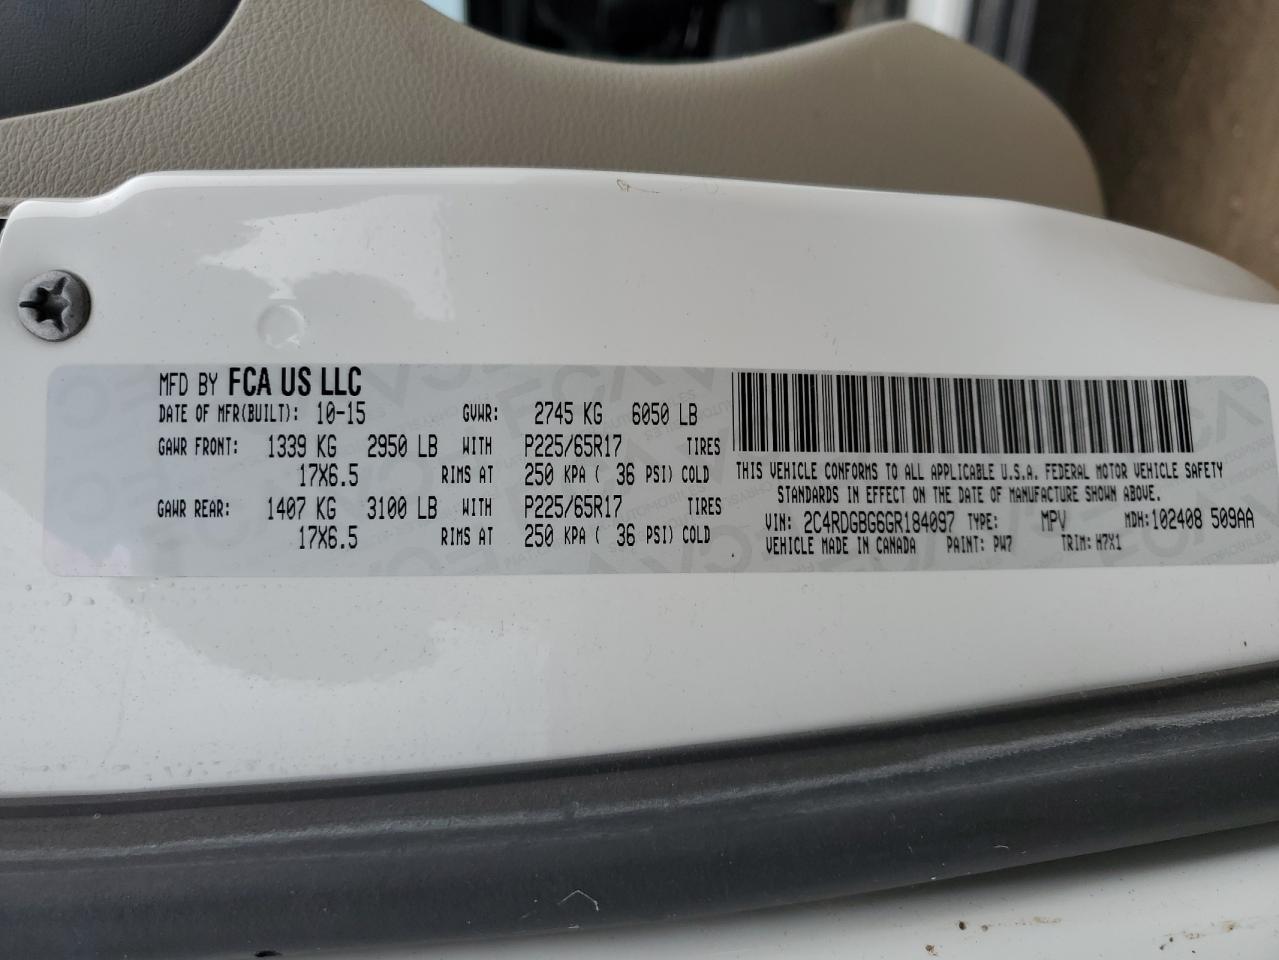 MFD BY FCA US LLC
DATE OF MFR(BUILT): 10-15 GVWR: 2745 KG 6050 LB
GAWR FRONT: 1339 KG 2950 LB WITH P225/65R17 TIRES
17X6.5 RIMS AT 250 KPA ( 36 PSI) COLD
GAWR REAR: 1407 KG 3100 LB WITH P225/65R17 TIRES
17X6.5 RIMS AT 250 KPA ( 36 PSI) COLD
THIS VEHICLE CONFORMS TO ALL APPLICABLE U.S.A. FEDERAL MOTOR VEHICLE SAFETY
STANDARDS IN EFFECT ON THE DATE OF MANUFACTURE SHOWN ABOVE.
VIN: 2C4RDGBG6GR184097 TYPE: MPV MDH: 102408 509AA
VEHICLE MADE IN CANADA PAINT: PW7 TRIM: H7X1